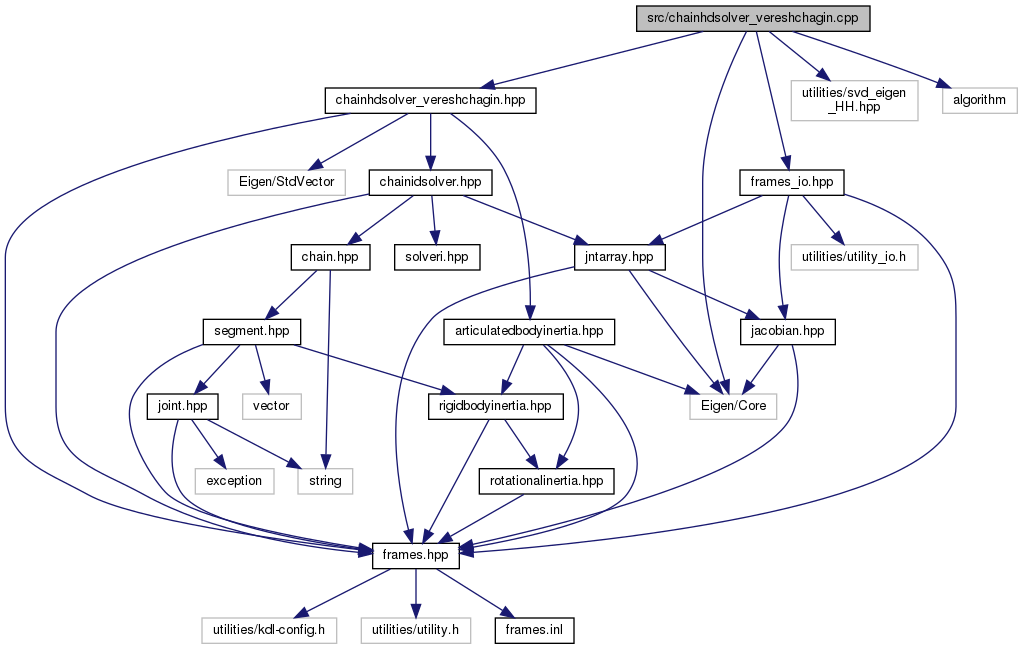 src/chainhdsolver_vereshchagin.cpp
chainhdsolver_vereshchagin.hpp
utilities/svd_eigen
_HH.hpp
algorithm
Eigen/StdVector
chainidsolver.hpp
frames_io.hpp
chain.hpp
solveri.hpp
jntarray.hpp
utilities/utility_io.h
segment.hpp
articulatedbodyinertia.hpp
jacobian.hpp
joint.hpp
vector
rigidbodyinertia.hpp
Eigen/Core
exception
string
rotationalinertia.hpp
frames.hpp
utilities/kdl-config.h
utilities/utility.h
frames.inl